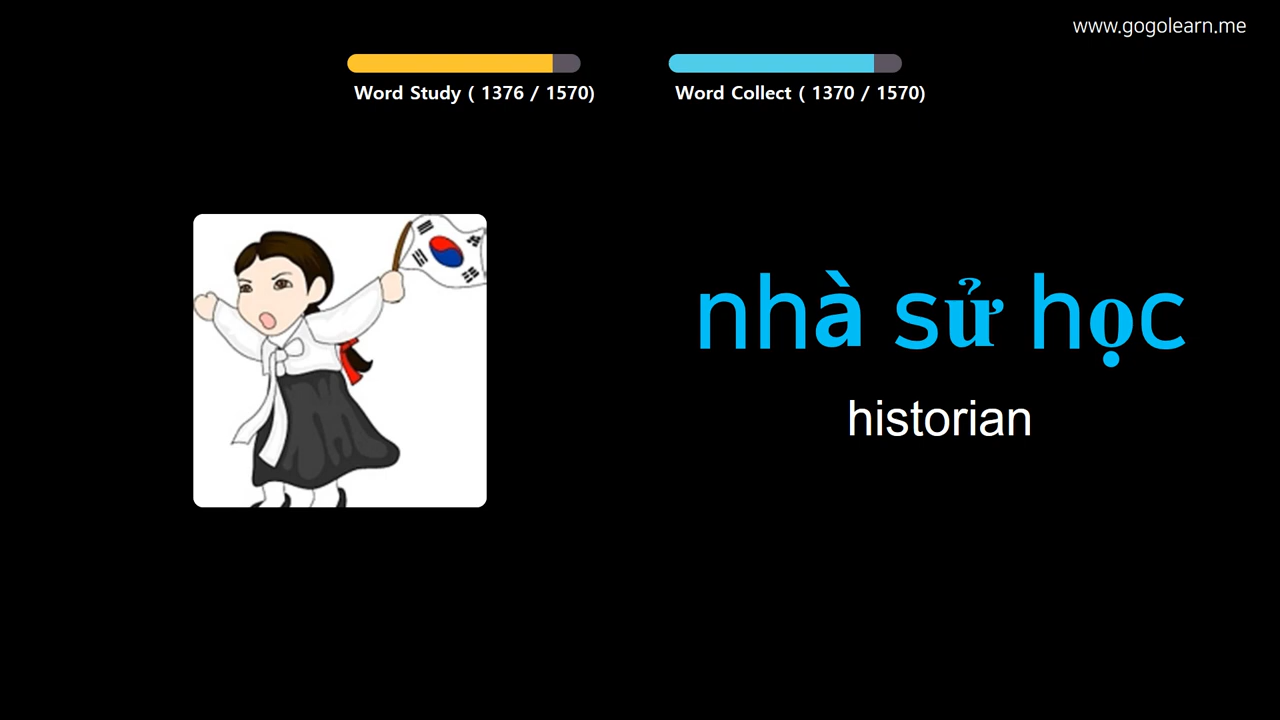 www.gogolearn.me
Word Study ( 1376 / 1570)
Word Collect ( 1370 / 1570)
nhà sử học
historian